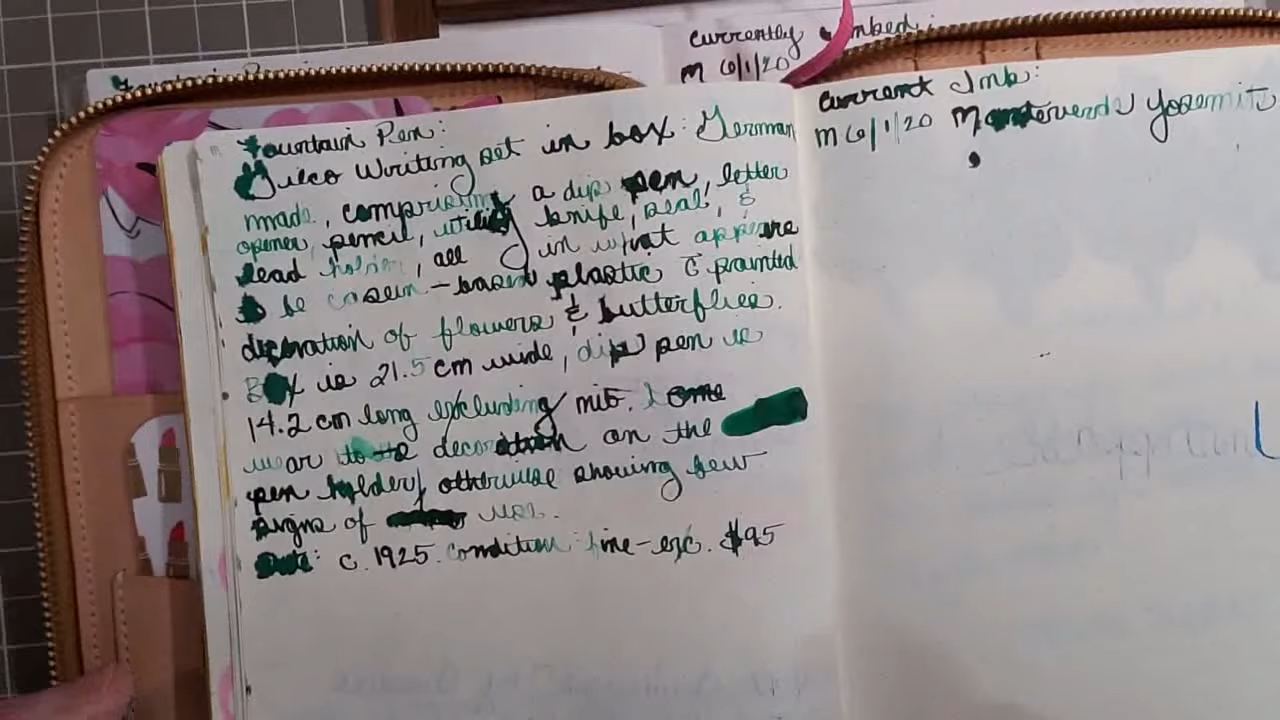 Currently Inked:
M 6/1/20
Fountain Pen:
Writing set in box: German
made, comprising a dip pen, letter
opener, pencil, utility knife, seal, &
lead holder, all in what appears
to be casein-based plastic c̄ painted
decoration of flowers & butterflies.
Box is 21.5 cm wide, dip pen is
14.2 cm long excluding nib. Some
wear to decoration on the
pen holder, otherwise showing few
signs of use.
Date: c. 1925. Condition: fine-exc. $95
Current Ink:
M 6/1/20 Monteverde Yosemite